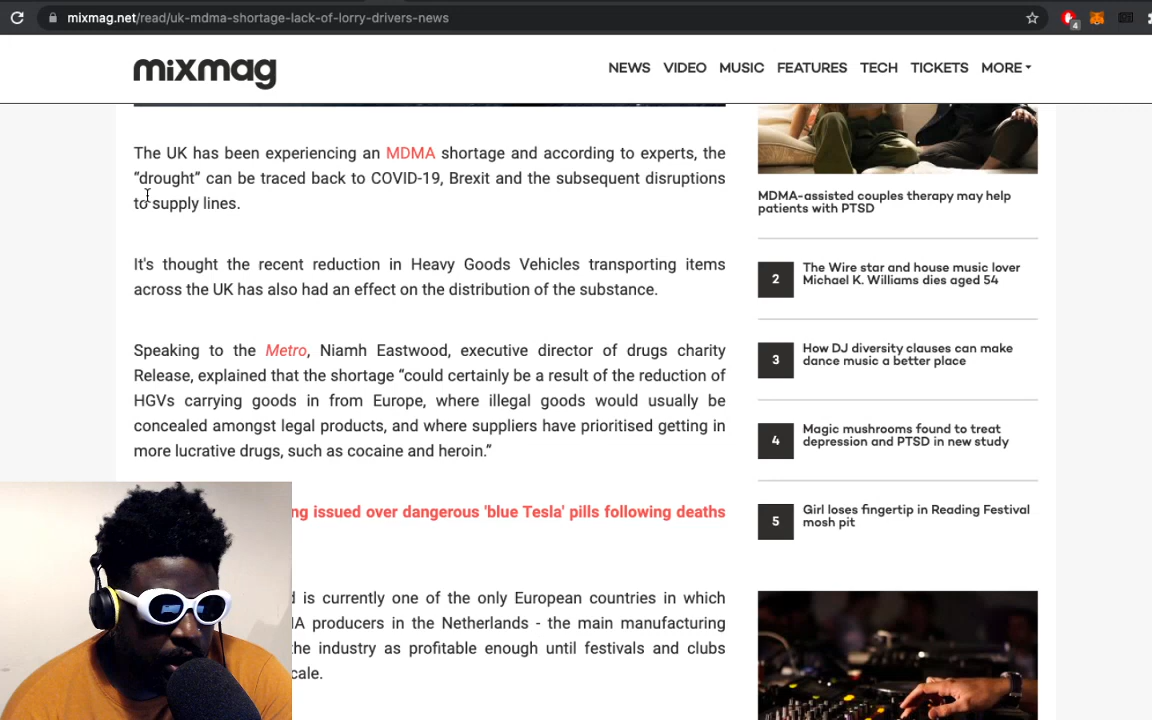 mixmag.net/read/uk-mdma-shortage-lack-of-lorry-drivers-news
4
mixmag
NEWS VIDEO MUSIC FEATURES TECH TICKETS MORE
The UK has been experiencing an MDMA shortage and according to experts, the
“drought” can be traced back to COVID-19, Brexit and the subsequent disruptions
to supply lines.
It's thought the recent reduction in Heavy Goods Vehicles transporting items
across the UK has also had an effect on the distribution of the substance.
Speaking to the Metro, Niamh Eastwood, executive director of drugs charity
Release, explained that the shortage “could certainly be a result of the reduction of
HGVs carrying goods in from Europe, where illegal goods would usually be
concealed amongst legal products, and where suppliers have prioritised getting in
more lucrative drugs, such as cocaine and heroin.”
ng issued over dangerous 'blue Tesla' pills following deaths
is currently one of the only European countries in which
producers in the Netherlands - the main manufacturing
the industry as profitable enough until festivals and clubs
cale.
MDMA-assisted couples therapy may help
patients with PTSD
2
The Wire star and house music lover
Michael K. Williams dies aged 54
3
How DJ diversity clauses can make
dance music a better place
4
Magic mushrooms found to treat
depression and PTSD in new study
5
Girl loses fingertip in Reading Festival
mosh pit